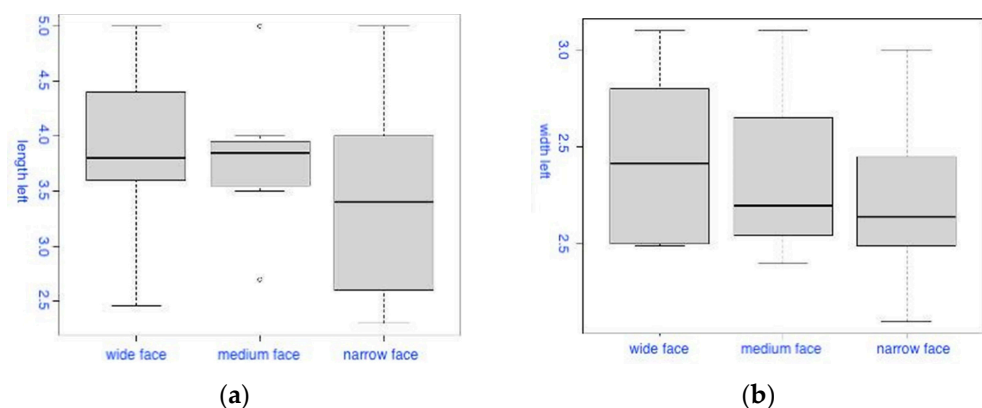 5.0
4.5
4.0
3.5
3.0
2.5
length left
wide face
medium face
narrow face
(a)
3.0
2.5
2.5
width left
wide face
medium face
narrow face
(b)